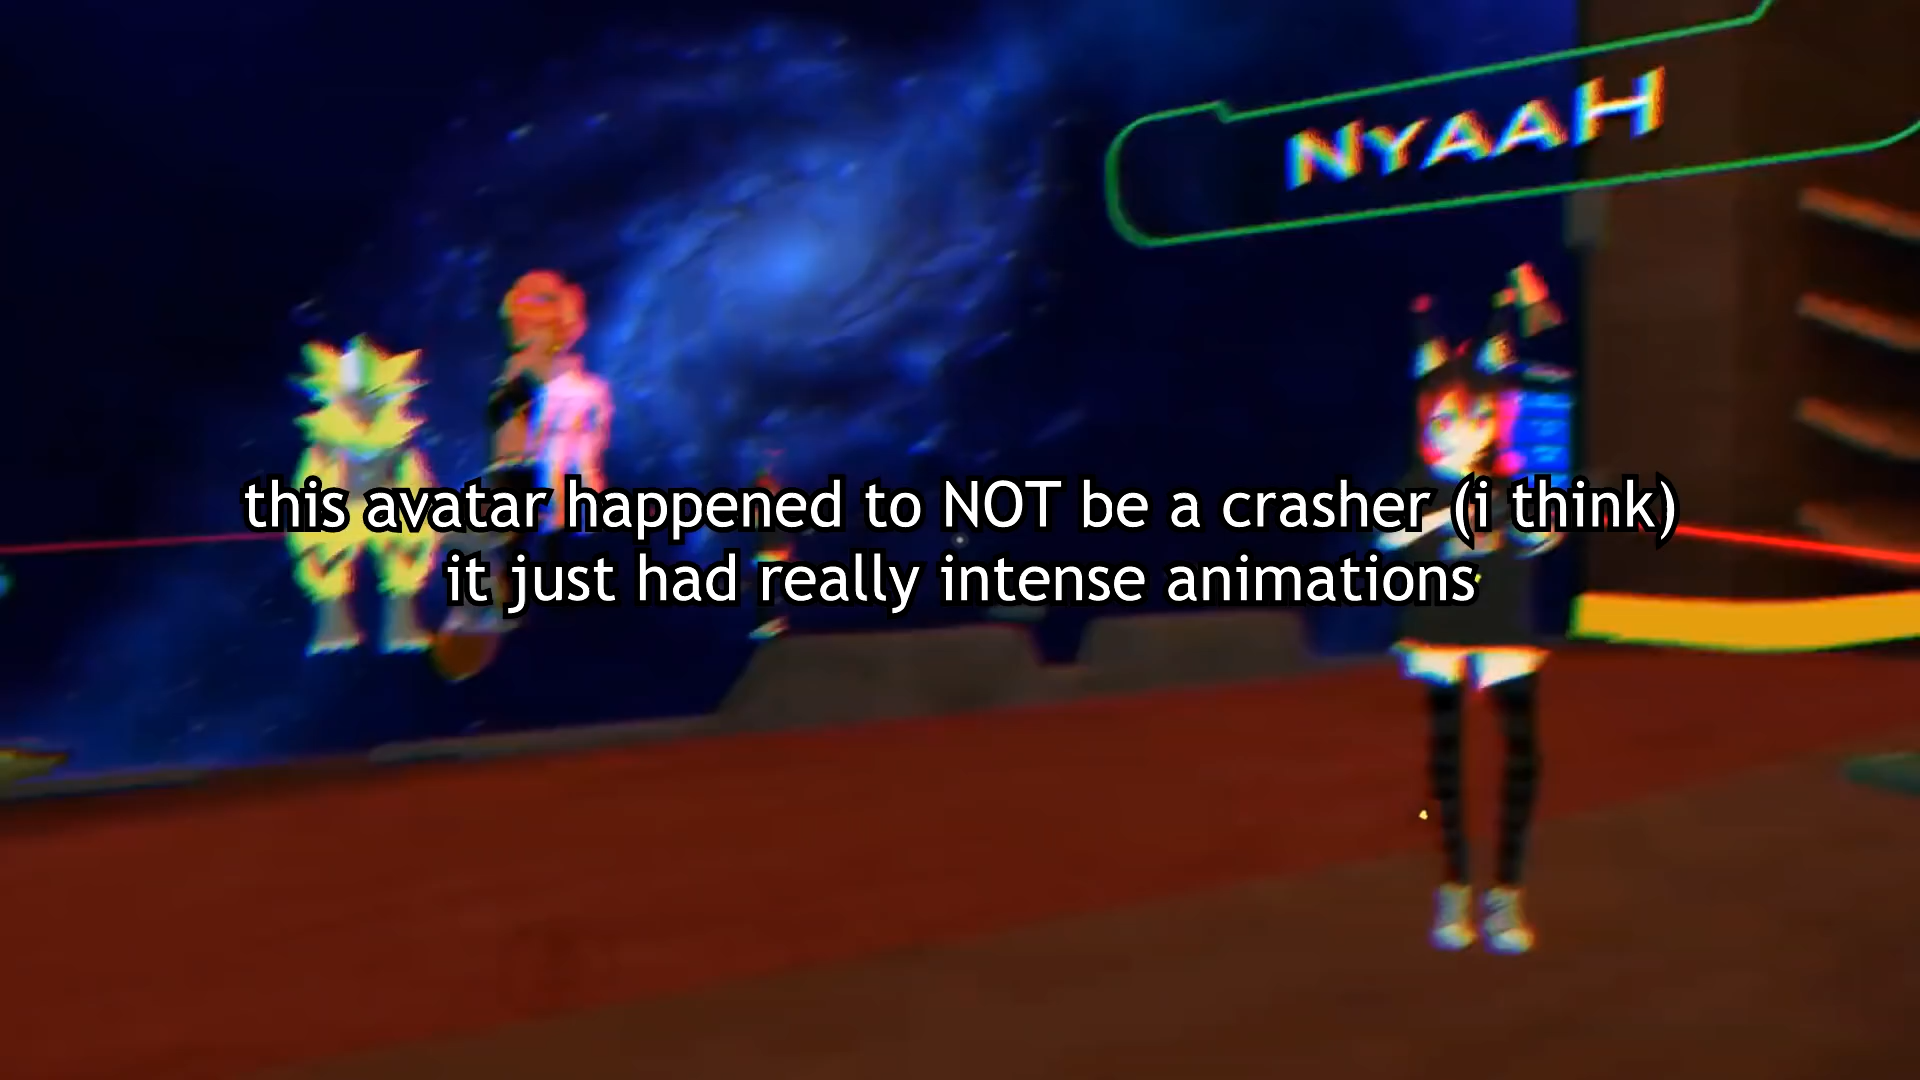 NYAAH
this avatar happened to NOT be a crasher (i think)
it just had really intense animations